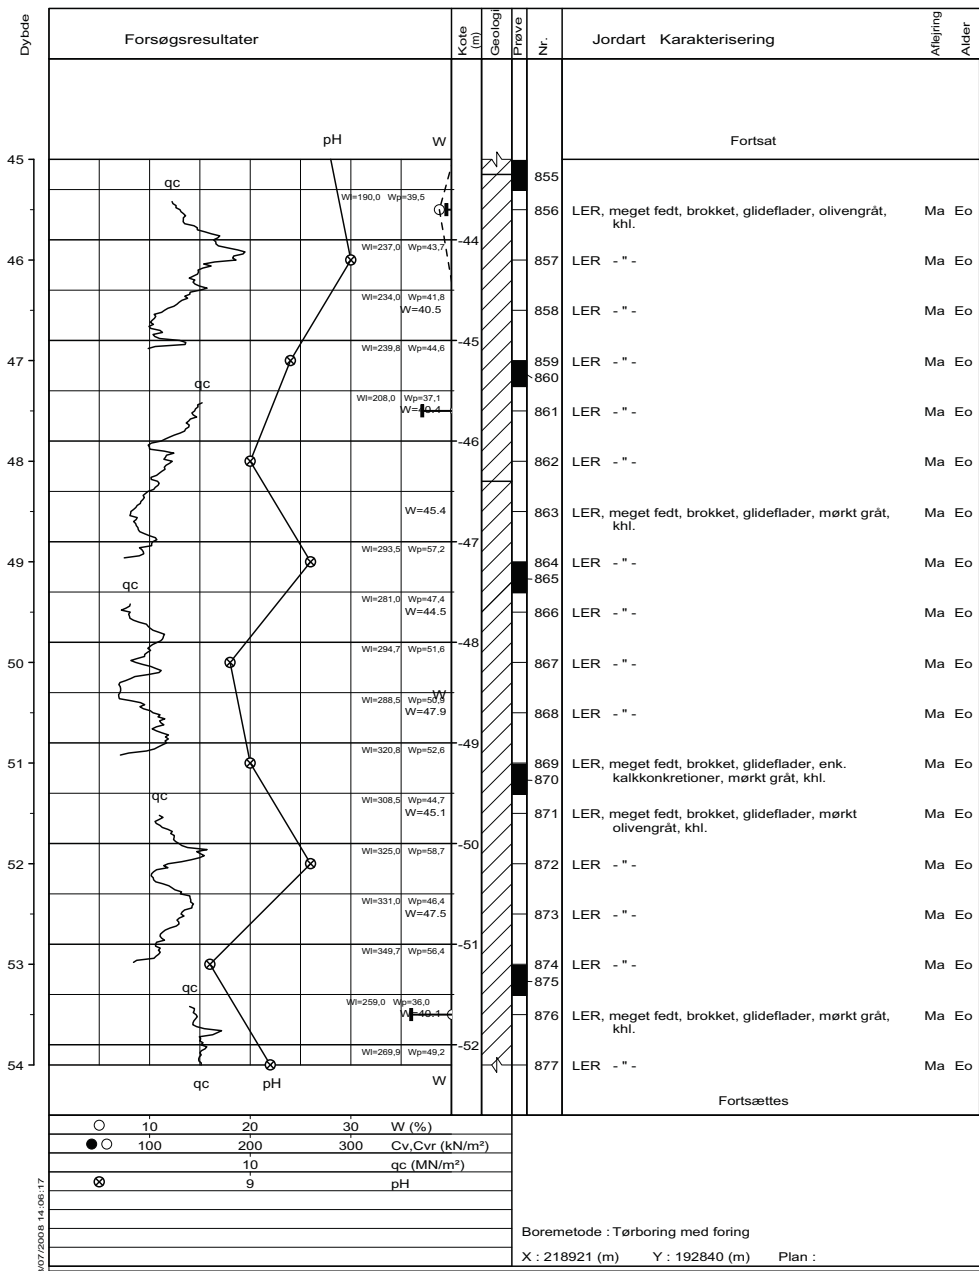 Dybde Forsøgsresultater Kote (m) Geologi Prøve Nr. Jordart Karakterisering Aflejring Alder
pH W Fortsat
45 855
qc
Wl=190,0 Wp=39,5
856 LER, meget fedt, brokket, glideflader, olivengråt, Ma Eo
khl.
-44
Wl=237,0 Wp=43,7
46 857 LER - " - Ma Eo
Wl=234,0 Wp=41,8
W=40.5 858 LER - " - Ma Eo
-45
Wl=239,8 Wp=44,6
47 859 LER - " - Ma Eo
860
qc
Wl=208,0 Wp=37,1
W=40.4 861 LER - " - Ma Eo
-46
48 862 LER - " - Ma Eo
W=45.4 863 LER, meget fedt, brokket, glideflader, mørkt gråt, Ma Eo
khl.
-47
Wl=293,5 Wp=57,2
49 864 LER - " - Ma Eo
865
qc
Wl=281,0 Wp=47,4
W=44.5 866 LER - " - Ma Eo
-48
Wl=294,7 Wp=51,6
50 867 LER - " - Ma Eo
W
Wl=288,5 Wp=50,9
W=47.9 868 LER - " - Ma Eo
-49
Wl=320,8 Wp=52,6
51 869 LER, meget fedt, brokket, glideflader, enk. Ma Eo
870 kalkkonkretioner, mørkt gråt, khl.
qc
Wl=308,5 Wp=44,7
W=45.1 871 LER, meget fedt, brokket, glideflader, mørkt Ma Eo
olivengråt, khl.
-50
Wl=325,0 Wp=58,7
52 872 LER - " - Ma Eo
Wl=331,0 Wp=46,4
W=47.5 873 LER - " - Ma Eo
-51
Wl=349,7 Wp=56,4
53 874 LER - " - Ma Eo
875
qc
Wl=259,0 Wp=36,0
W=40.1 876 LER, meget fedt, brokket, glideflader, mørkt gråt, Ma Eo
khl.
-52
Wl=269,9 Wp=49,2
54 877 LER - " - Ma Eo
qc pH W
Fortsættes
10 20 30 W (%)
100 200 300 Cv,Cvr (kN/m²)
10 qc (MN/m²)
9 pH
/07/2008 14:06:17
Boremetode : Tørboring med foring
X : 218921 (m) Y : 192840 (m) Plan :